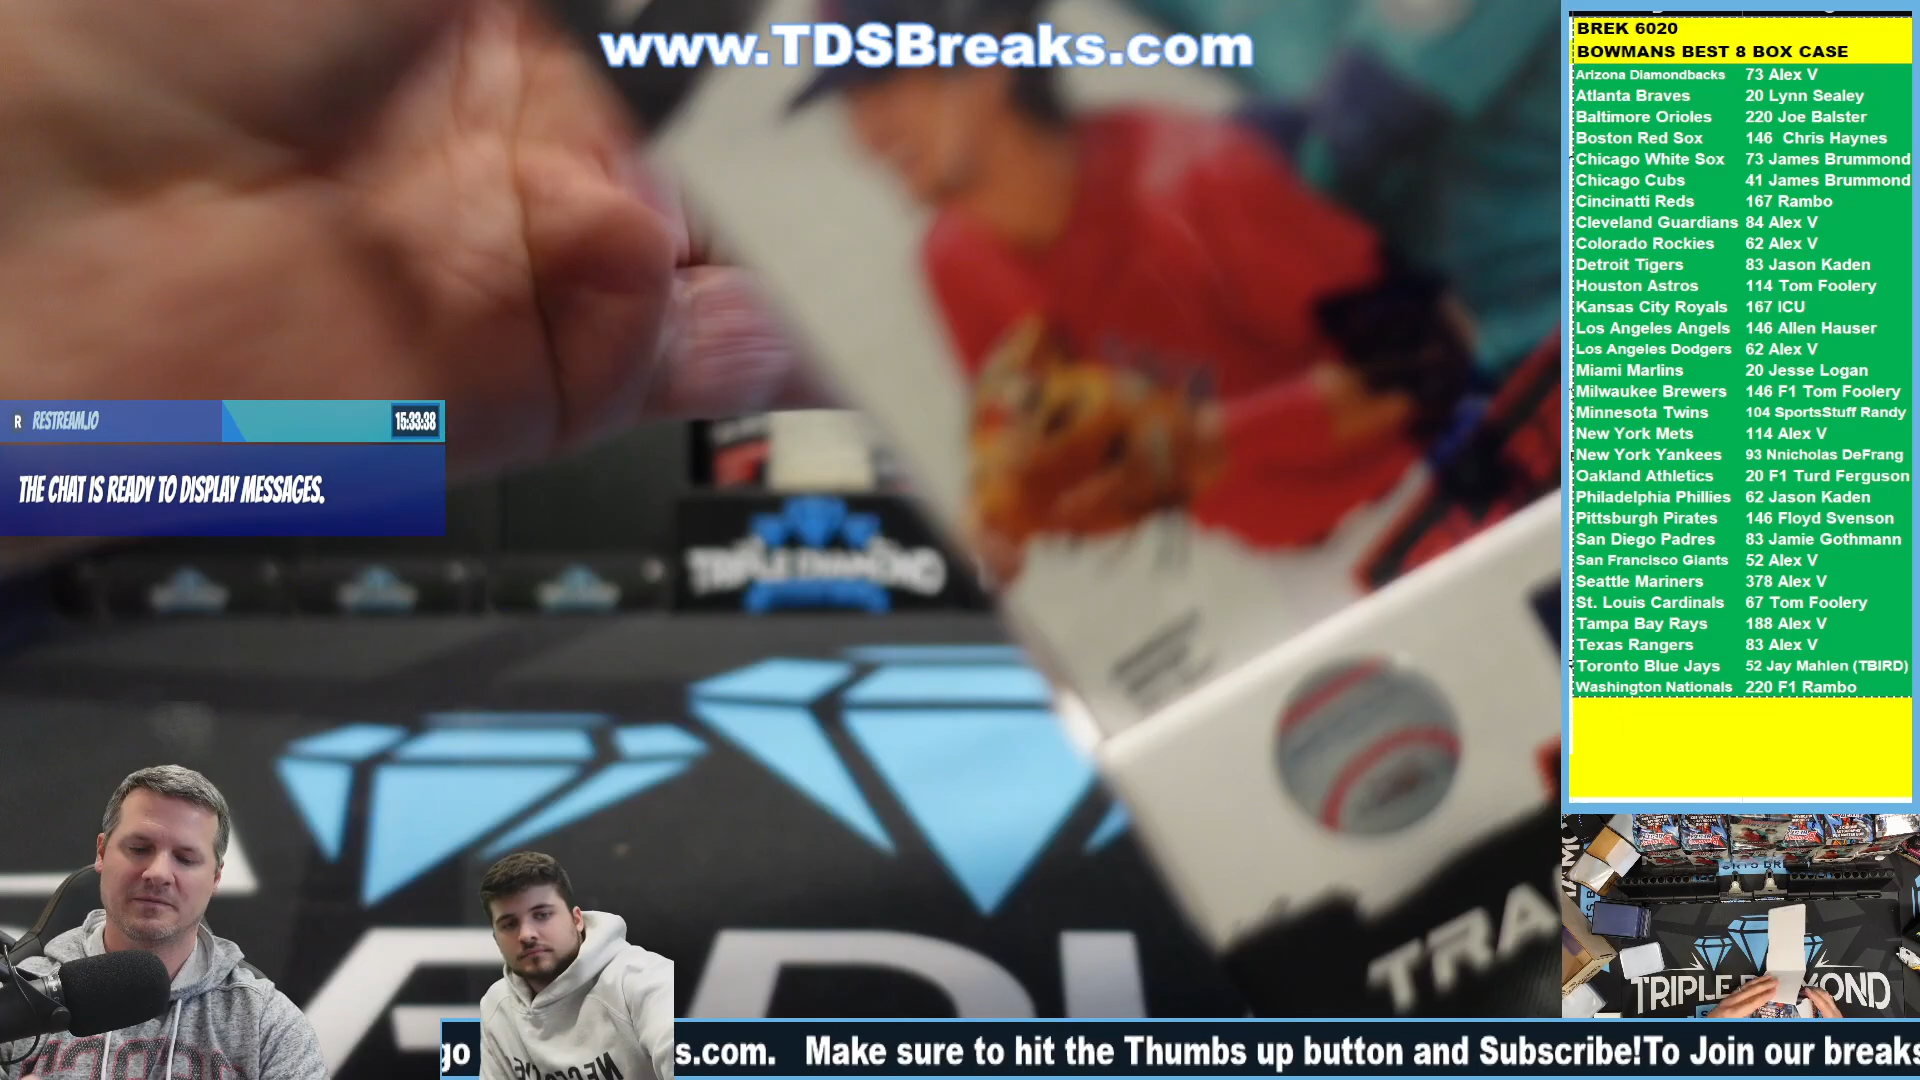 www.TDSBreaks.com
BREK 6020
BOWMANS BEST 8 BOX CASE
Arizona Diamondbacks 73 Alex V
Atlanta Braves 20 Lynn Sealey
Baltimore Orioles 220 Joe Balster
Boston Red Sox 146 Chris Haynes
Chicago White Sox 73 James Brummond
Chicago Cubs 41 James Brummond
Cincinatti Reds 167 Rambo
Cleveland Guardians 84 Alex V
Colorado Rockies 62 Alex V
Detroit Tigers 83 Jason Kaden
Houston Astros 114 Tom Foolery
Kansas City Royals 167 ICU
Los Angeles Angels 146 Allen Hauser
Los Angeles Dodgers 62 Alex V
Miami Marlins 20 Jesse Logan
Milwaukee Brewers 146 F1 Tom Foolery
Minnesota Twins 104 SportsStuff Randy
New York Mets 114 Alex V
New York Yankees 93 Nnicholas DeFrang
Oakland Athletics 20 F1 Turd Ferguson
Philadelphia Phillies 62 Jason Kaden
Pittsburgh Pirates 146 Floyd Svenson
San Diego Padres 83 Jamie Gothmann
San Francisco Giants 52 Alex V
Seattle Mariners 378 Alex V
St. Louis Cardinals 67 Tom Foolery
Tampa Bay Rays 188 Alex V
Texas Rangers 83 Alex V
Toronto Blue Jays 52 Jay Mahlen (TBIRD)
Washington Nationals 220 F1 Rambo
R RESTREAM.IO 15:33:38
THE CHAT IS READY TO DISPLAY MESSAGES.
TRIPLE DIAMOND
TRA
TRIPLE D MOND
go s.com. Make sure to hit the Thumbs up button and Subscribe!To Join our breaks